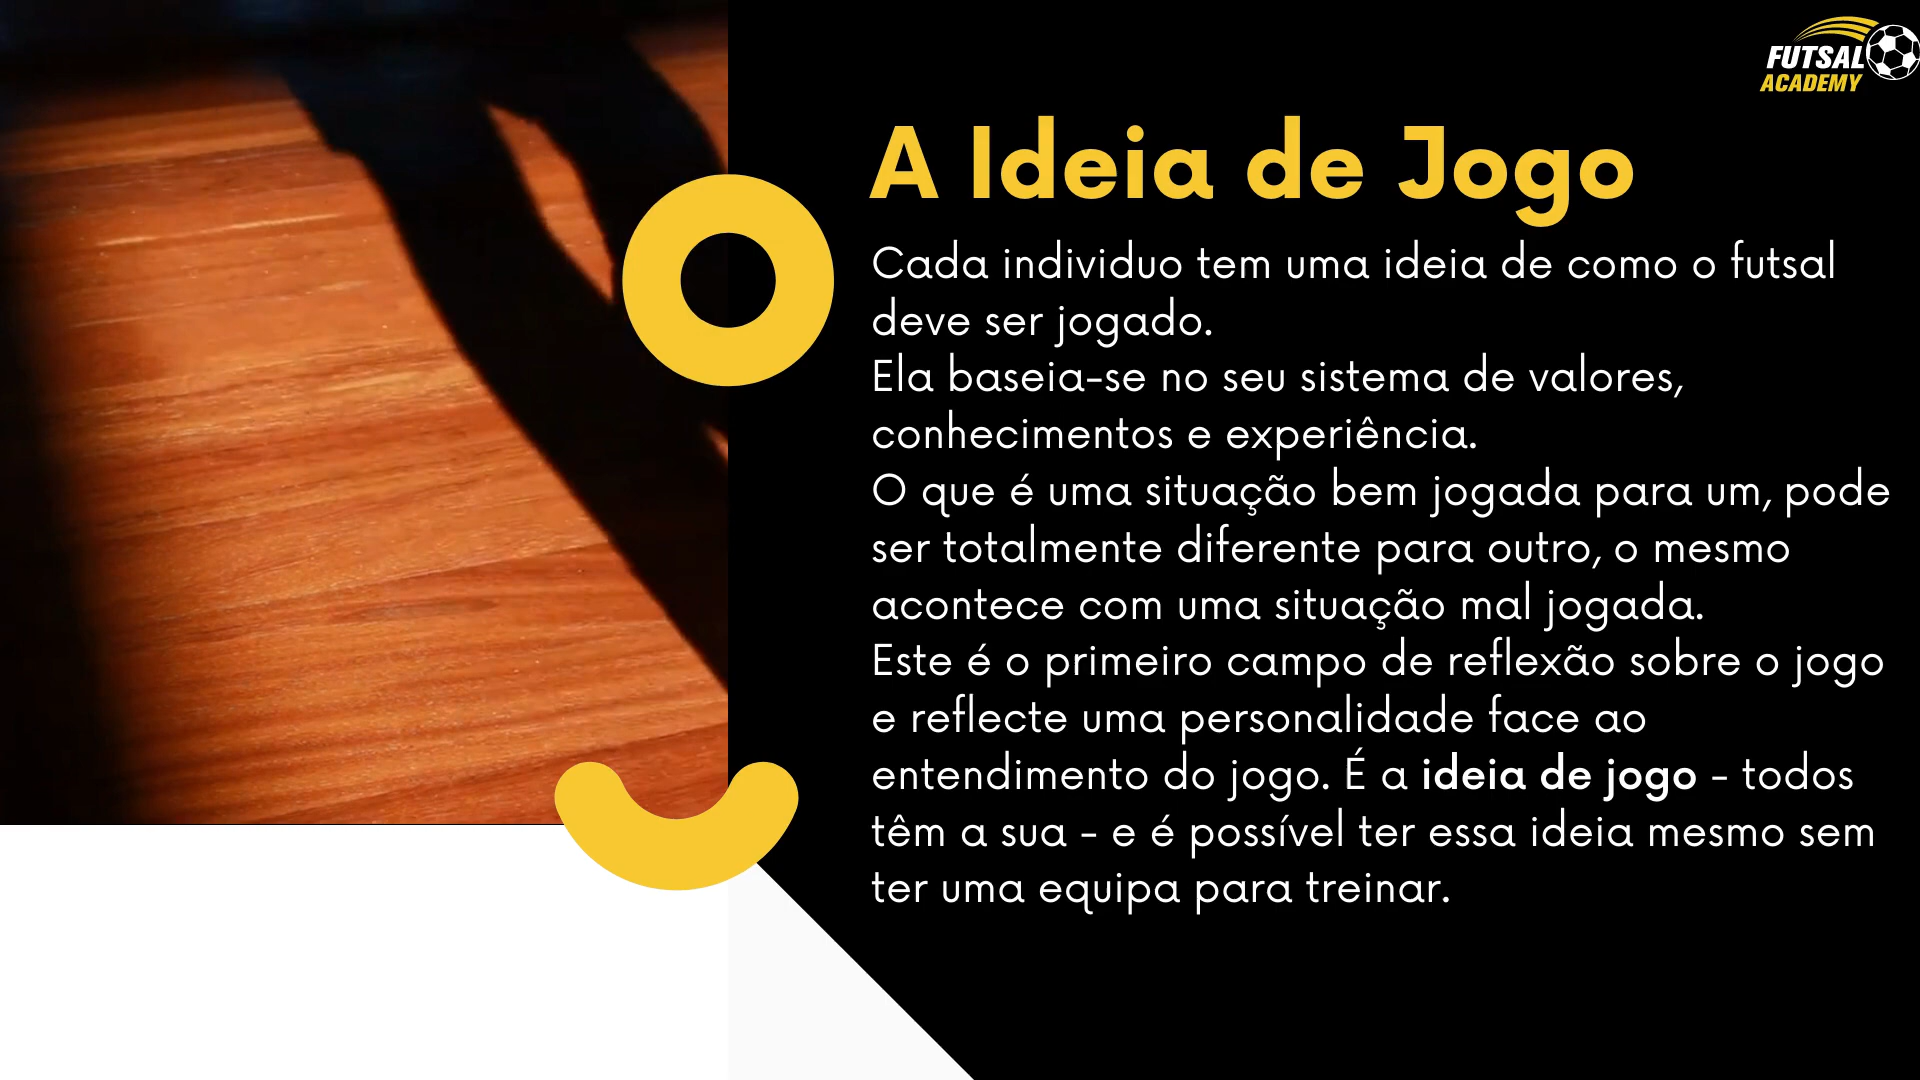 FUTSAL
ACADEMY
A Ideia de Jogo
Cada individuo tem uma ideia de como o futsal
deve ser jogado.
Ela baseia-se no seu sistema de valores,
conhecimentos e experiência.
O que é uma situação bem jogada para um, pode
ser totalmente diferente para outro, o mesmo
acontece com uma situação mal jogada.
Este é o primeiro campo de reflexão sobre o jogo
e reflecte uma personalidade face ao
entendimento do jogo. É a ideia de jogo - todos
têm a sua - e é possível ter essa ideia mesmo sem
ter uma equipa para treinar.